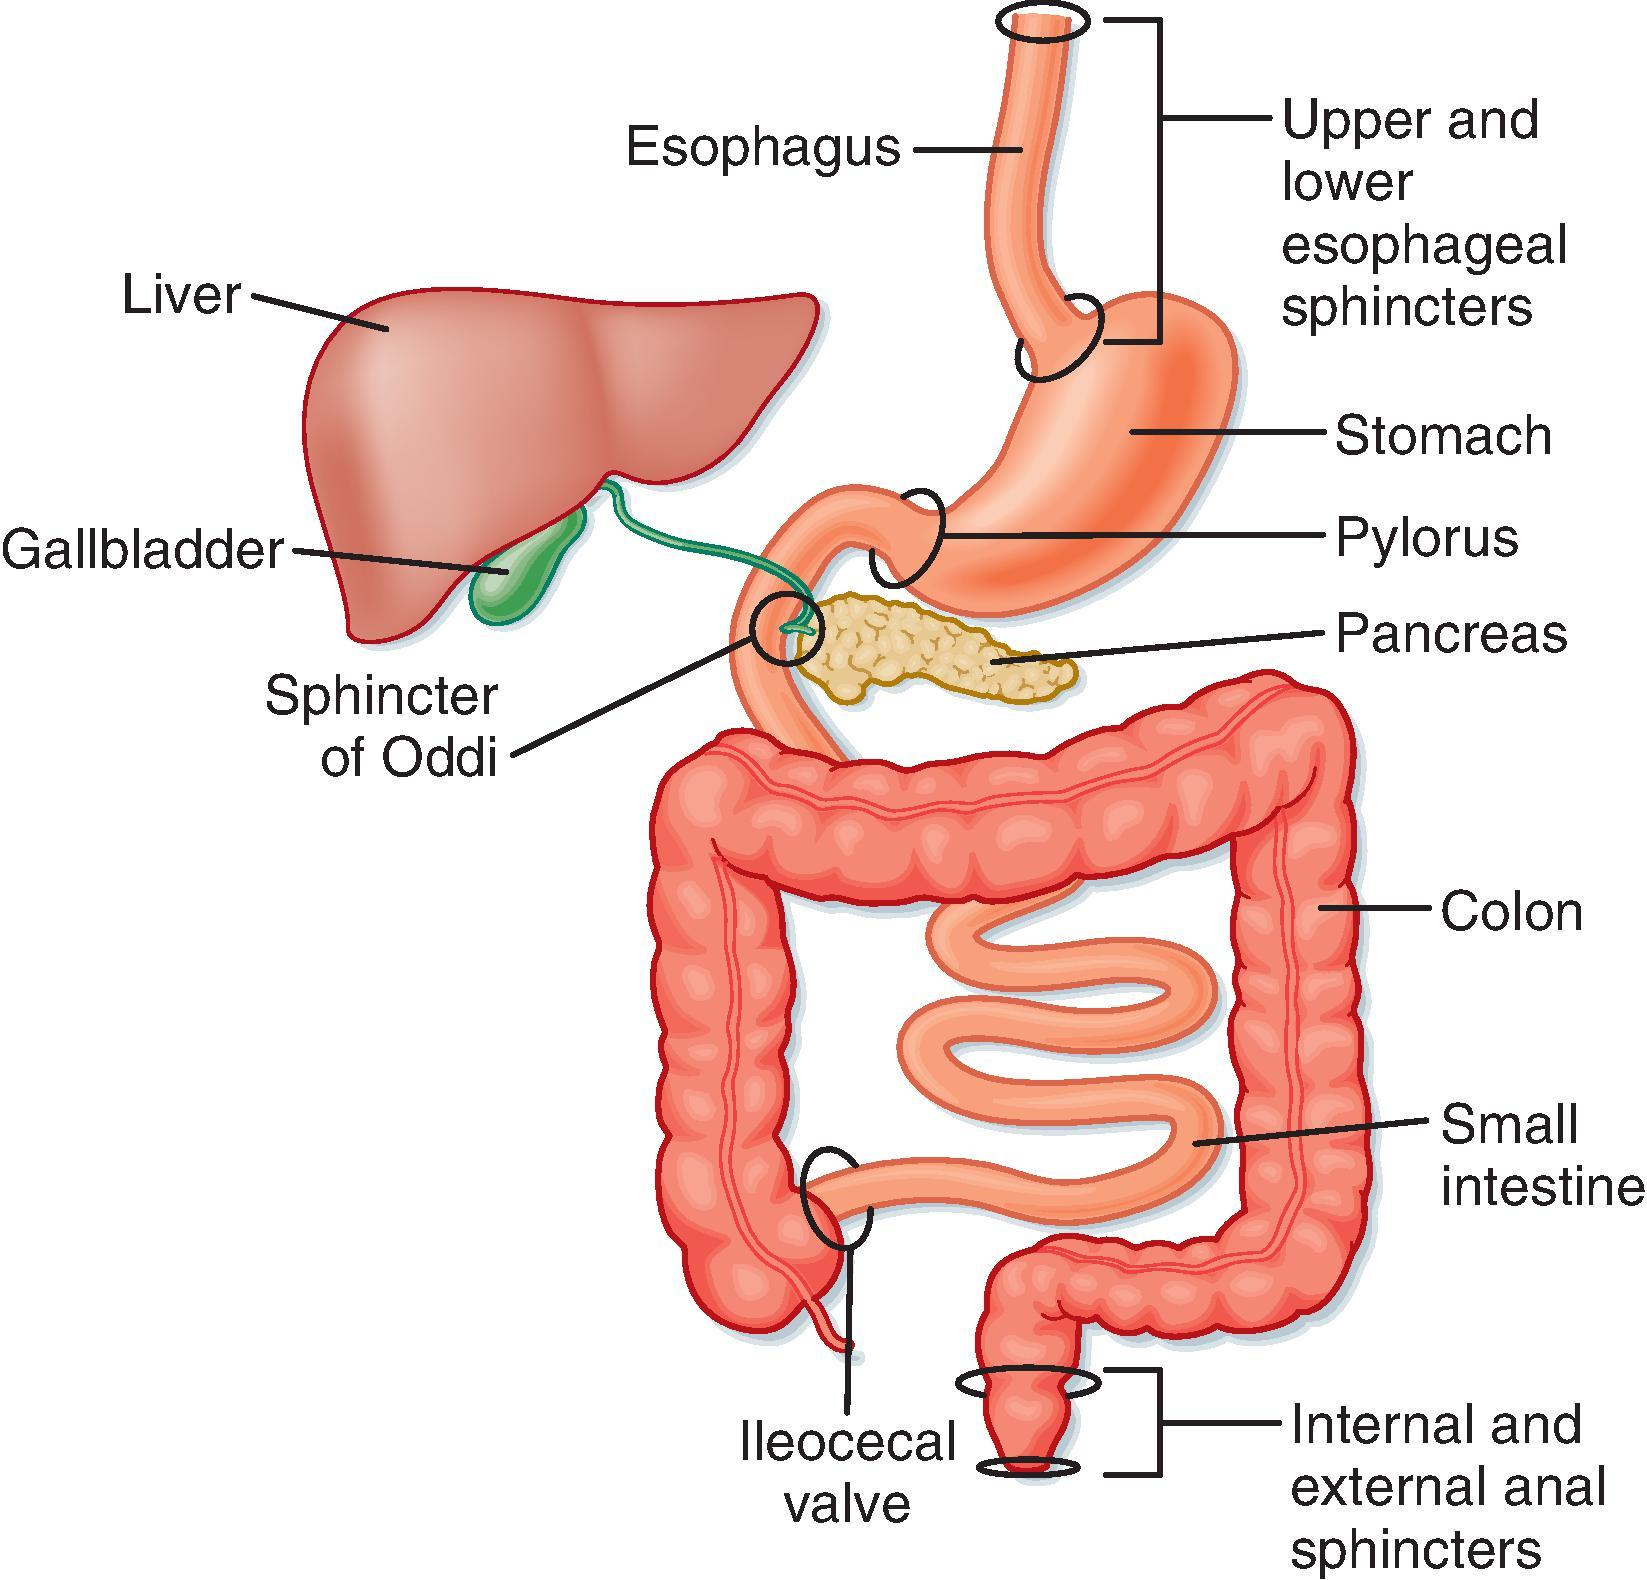 Esophagus
Upper and
lower
esophageal
sphincters
Liver
Stomach
Gallbladder
Pylorus
Pancreas
Sphincter
of Oddi
Colon
Small
intestine
Ileocecal
valve
Internal and
external anal
sphincters